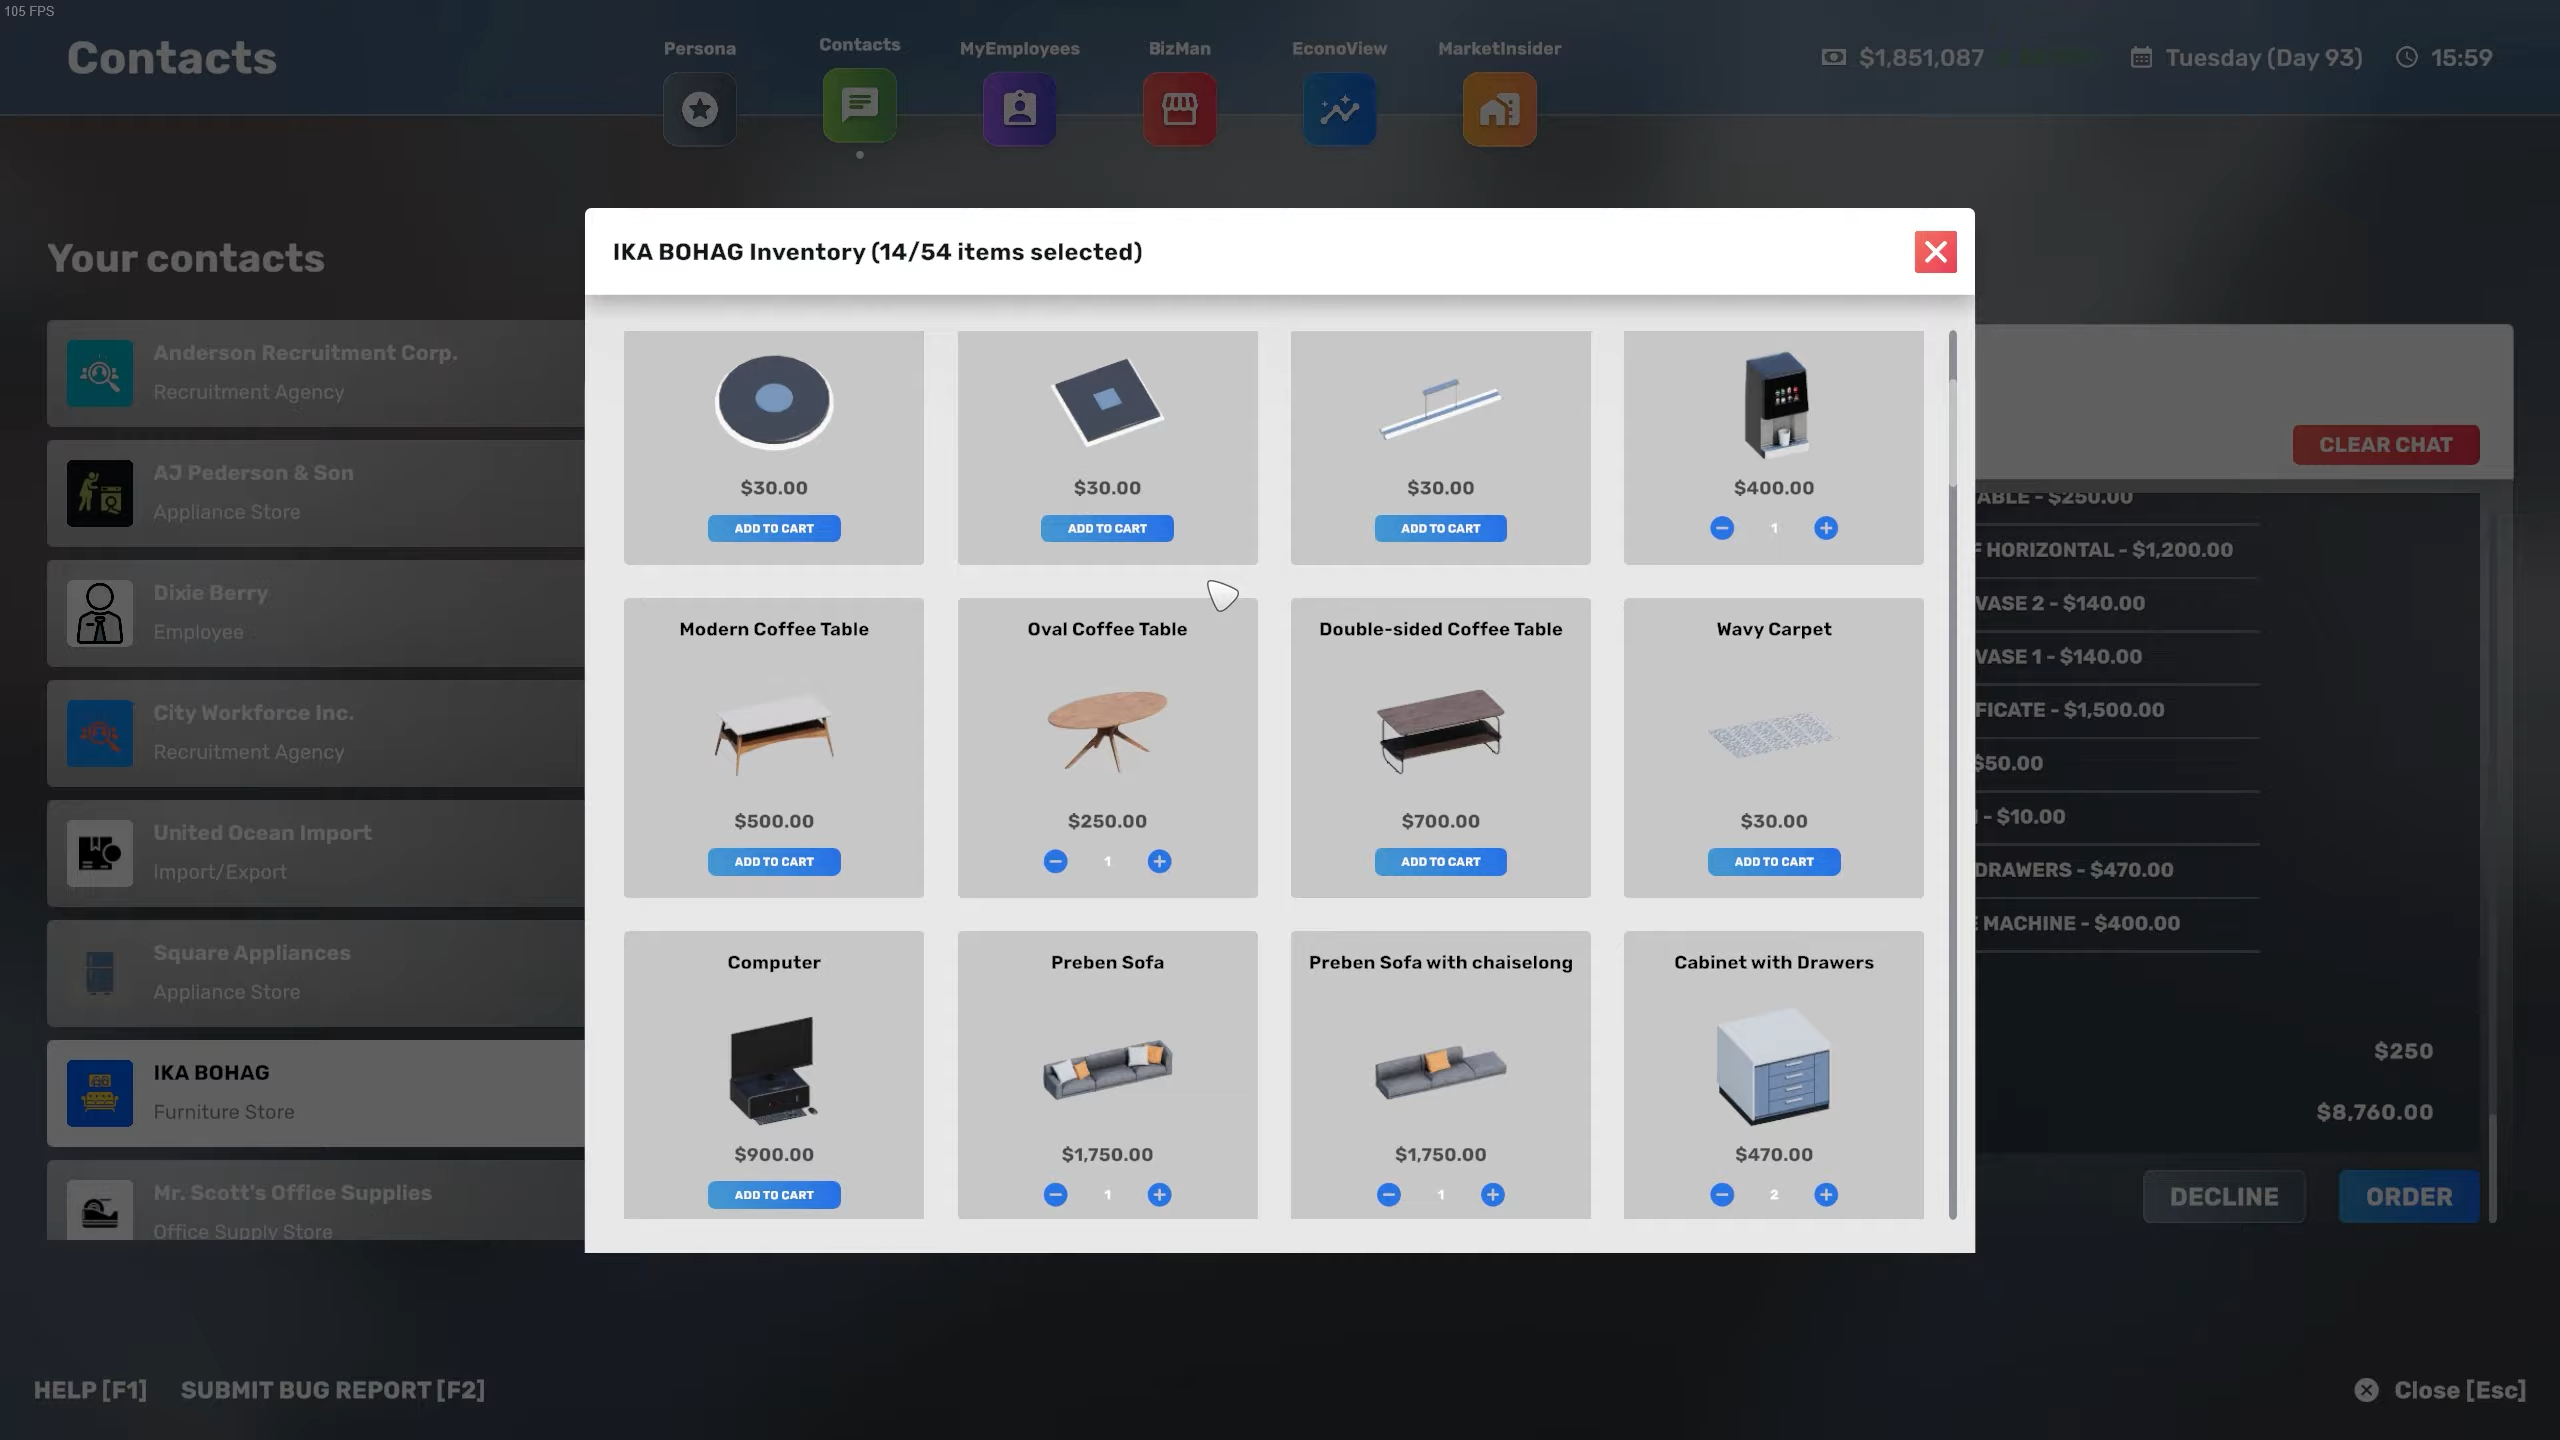 105 FPS
Contacts
Persona
Contacts
MyEmployees
BizMan
EconoView
MarketInsider
$1,851,087
Tuesday (Day 93)
15:59
Your contacts
Anderson Recruitment Corp.
Recruitment Agency
AJ Pederson & Son
Appliance Store
Dixie Berry
Employee
City Workforce Inc.
Recruitment Agency
United Ocean Import
Import/Export
Square Appliances
Appliance Store
IKA BOHAG
Furniture Store
Mr. Scott's Office Supplies
Office Supply Store
IKA BOHAG Inventory (14/54 items selected)
$30.00
ADD TO CART
$30.00
ADD TO CART
$30.00
ADD TO CART
$400.00
1
Modern Coffee Table
$500.00
ADD TO CART
Oval Coffee Table
$250.00
1
Double-sided Coffee Table
$700.00
ADD TO CART
Wavy Carpet
$30.00
ADD TO CART
Computer
$900.00
ADD TO CART
Preben Sofa
$1,750.00
1
Preben Sofa with chaiselong
$1,750.00
1
Cabinet with Drawers
$470.00
2
CLEAR CHAT
ABLE - $250.00
F HORIZONTAL - $1,200.00
VASE 2 - $140.00
VASE 1 - $140.00
FICATE - $1,500.00
$50.00
- $10.00
DRAWERS - $470.00
E MACHINE - $400.00
$250
$8,760.00
DECLINE
ORDER
HELP [F1]
SUBMIT BUG REPORT [F2]
Close [Esc]